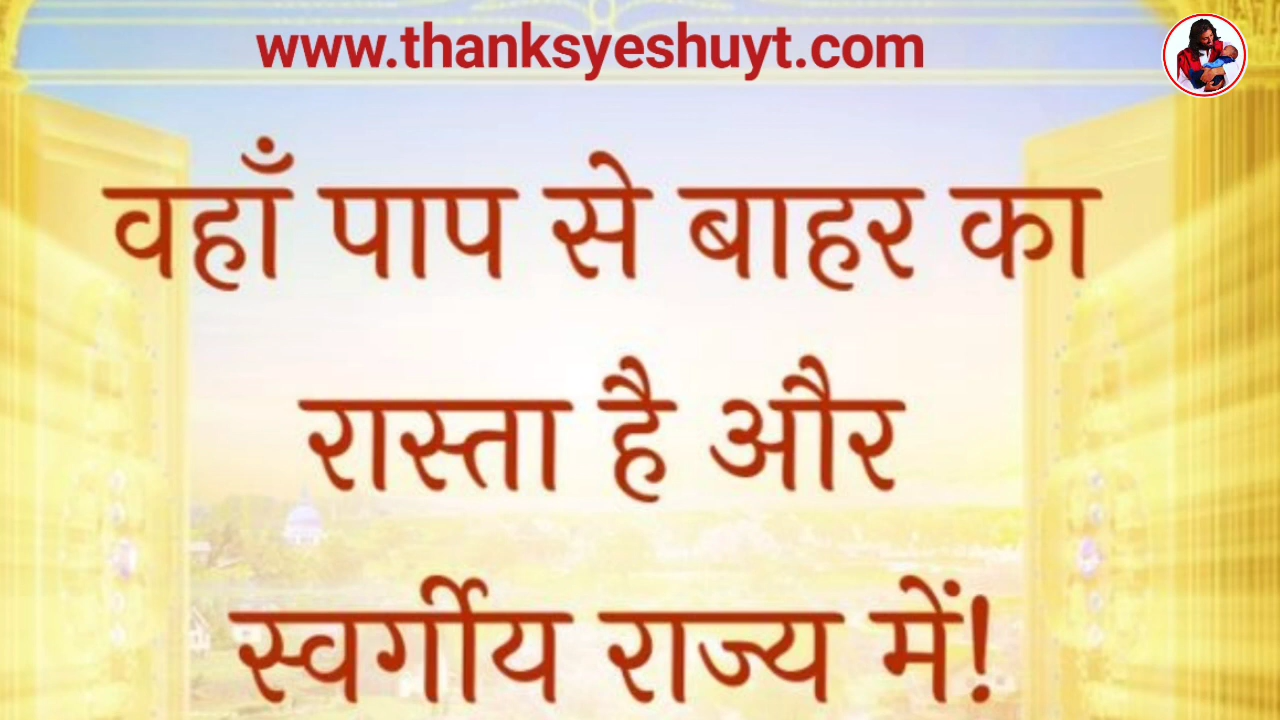 www.thanksyeshuyt.com
वहाँ पाप से बाहर का
रास्ता है और
स्वर्गीय राज्य में!